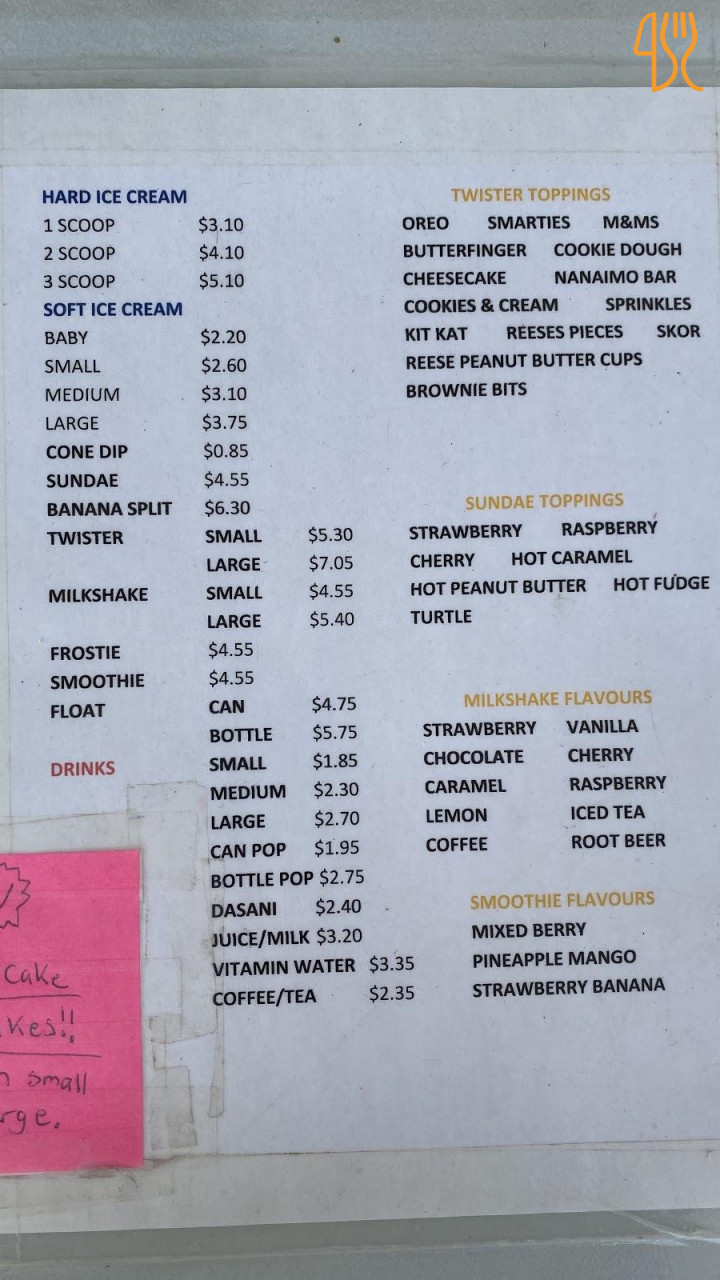 HARD ICE CREAM
1 SCOOP $3.10
2 SCOOP $4.10
3 SCOOP $5.10
SOFT ICE CREAM
BABY $2.20
SMALL $2.60
MEDIUM $3.10
LARGE $3.75
CONE DIP $0.85
SUNDAE $4.55
BANANA SPLIT $6.30
TWISTER SMALL $5.30
LARGE $7.05
MILKSHAKE SMALL $4.55
LARGE $5.40
FROSTIE $4.55
SMOOTHIE $4.55
FLOAT CAN $4.75
BOTTLE $5.75
DRINKS SMALL $1.85
MEDIUM $2.30
LARGE $2.70
CAN POP $1.95
BOTTLE POP $2.75
DASANI $2.40
JUICE/MILK $3.20
VITAMIN WATER $3.35
COFFEE/TEA $2.35
TWISTER TOPPINGS
OREO SMARTIES M&MS
BUTTERFINGER COOKIE DOUGH
CHEESECAKE NANAIMO BAR
COOKIES & CREAM SPRINKLES
KIT KAT REESES PIECES SKOR
REESE PEANUT BUTTER CUPS
BROWNIE BITS
SUNDAE TOPPINGS
STRAWBERRY RASPBERRY
CHERRY HOT CARAMEL
HOT PEANUT BUTTER HOT FUDGE
TURTLE
MILKSHAKE FLAVOURS
STRAWBERRY VANILLA
CHOCOLATE CHERRY
CARAMEL RASPBERRY
LEMON ICED TEA
COFFEE ROOT BEER
SMOOTHIE FLAVOURS
MIXED BERRY
PINEAPPLE MANGO
STRAWBERRY BANANA
Cake
small